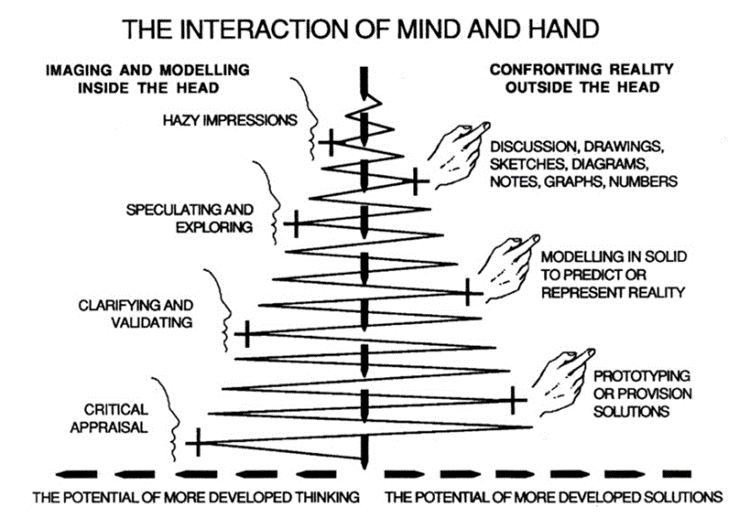 THE INTERACTION OF MIND AND HAND
IMAGING AND MODELLING
INSIDE THE HEAD
CONFRONTING REALITY
OUTSIDE THE HEAD
HAZY IMPRESSIONS
DISCUSSION, DRAWINGS,
SKETCHES, DIAGRAMS,
NOTES, GRAPHS, NUMBERS
SPECULATING AND
EXPLORING
MODELLING IN SOLID
TO PREDICT OR
REPRESENT REALITY
CLARIFYING AND
VALIDATING
PROTOTYPING
OR PROVISION
SOLUTIONS
CRITICAL
APPRAISAL
THE POTENTIAL OF MORE DEVELOPED THINKING
THE POTENTIAL OF MORE DEVELOPED SOLUTIONS